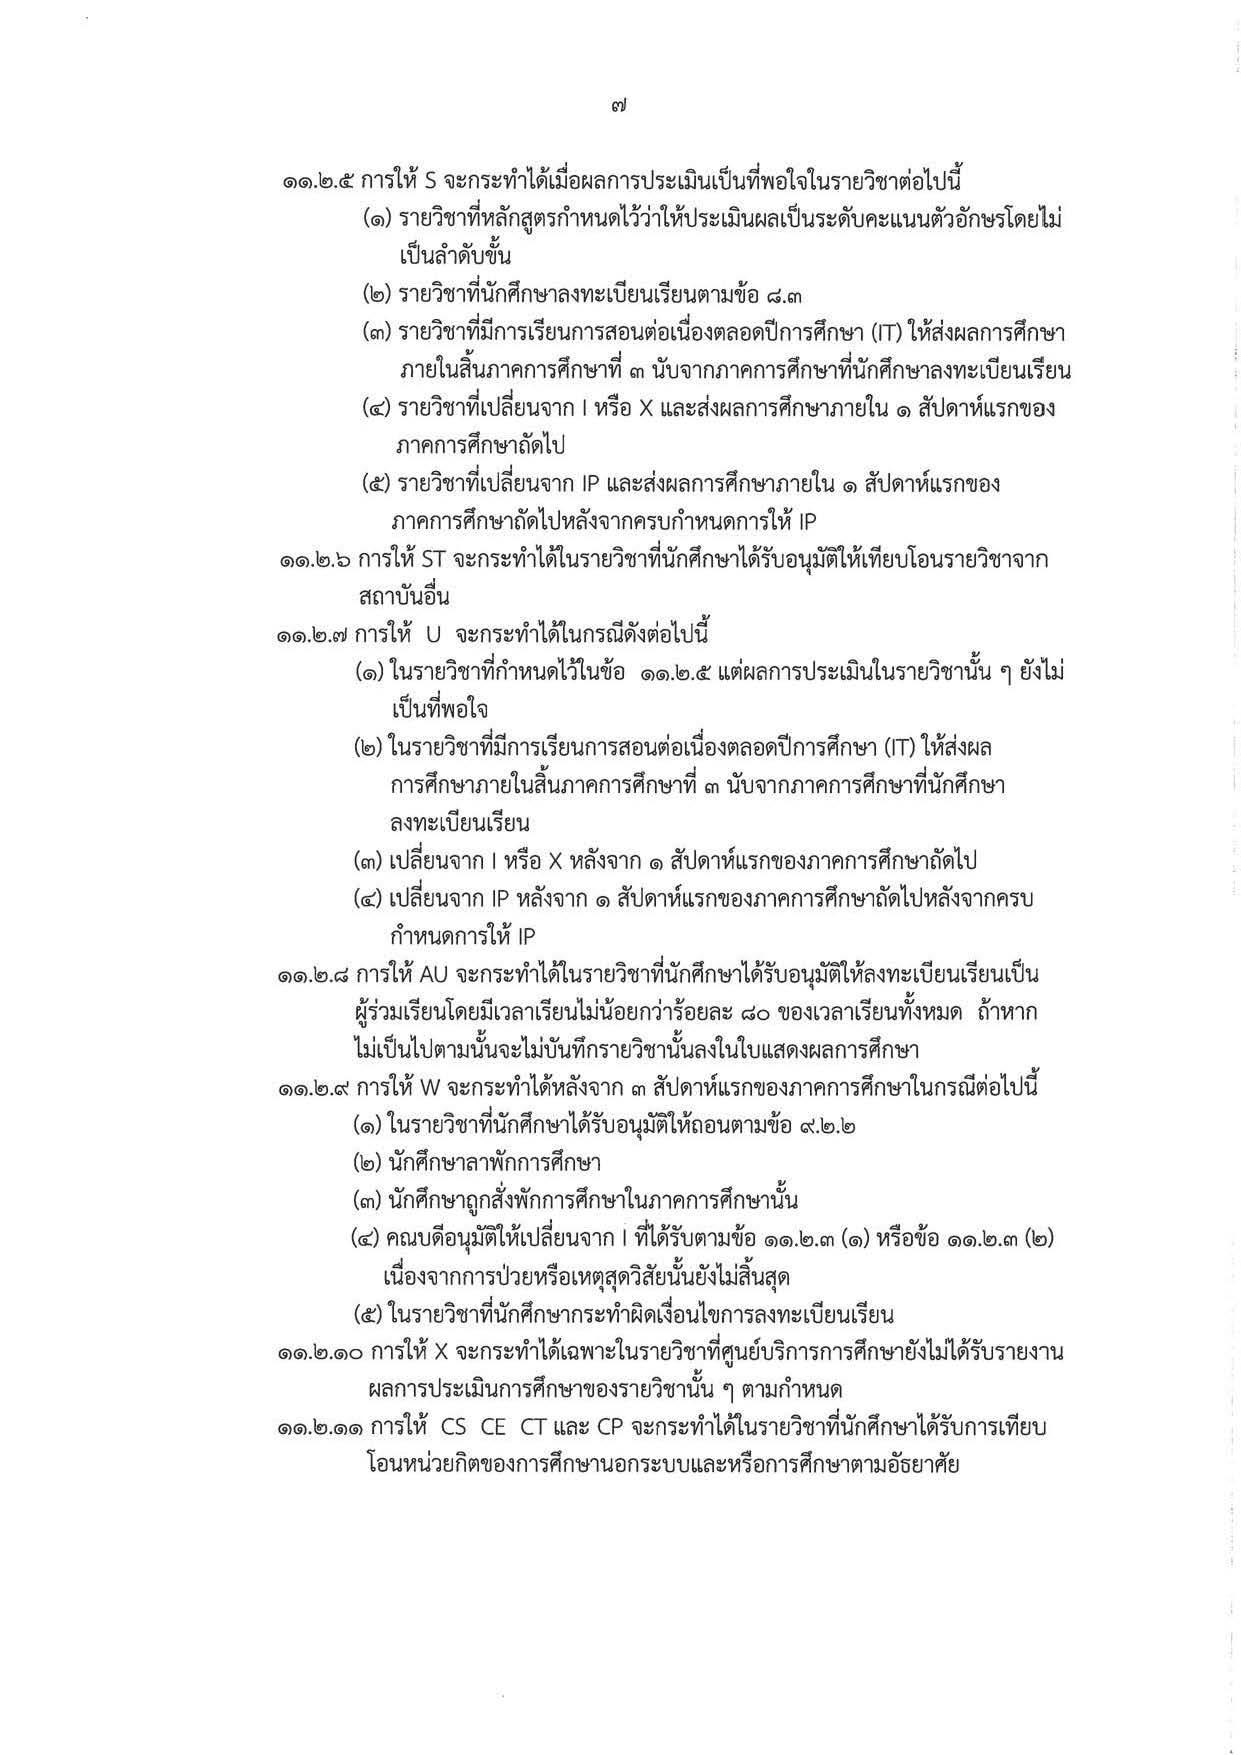 ๗
๑๑.๒.๕ การให้ S จะกระทำได้เมื่อผลการประเมินเป็นที่พอใจในรายวิชาต่อไปนี้
(๑) รายวิชาที่หลักสูตรกำหนดไว้ว่าให้ประเมินผลเป็นระดับคะแนนตัวอักษรโดยไม่
เป็นลำดับขั้น
(๒) รายวิชาที่นักศึกษาลงทะเบียนเรียนตามข้อ ๘.๓
(๓) รายวิชาที่มีการเรียนการสอนต่อเนื่องตลอดปีการศึกษา (IT) ให้ส่งผลการศึกษา
ภายในสิ้นภาคการศึกษาที่ ๓ นับจากภาคการศึกษาที่นักศึกษาลงทะเบียนเรียน
(๔) รายวิชาที่เปลี่ยนจาก I หรือ X และส่งผลการศึกษาภายใน ๑ สัปดาห์แรกของ
ภาคการศึกษาถัดไป
(๕) รายวิชาที่เปลี่ยนจาก IP และส่งผลการศึกษาภายใน ๑ สัปดาห์แรกของ
ภาคการศึกษาถัดไปหลังจากครบกำหนดการให้ IP
๑๑.๒.๖ การให้ ST จะกระทำได้ในรายวิชาที่นักศึกษาได้รับอนุมัติให้เทียบโอนรายวิชาจาก
สถาบันอื่น
๑๑.๒.๗ การให้ U จะกระทำได้ในกรณีดังต่อไปนี้
(๑) ในรายวิชาที่กำหนดไว้ในข้อ ๑๑.๒.๕ แต่ผลการประเมินในรายวิชานั้น ๆ ยังไม่
เป็นที่พอใจ
(๒) ในรายวิชาที่มีการเรียนการสอนต่อเนื่องตลอดปีการศึกษา (IT) ให้ส่งผล
การศึกษาภายในสิ้นภาคการศึกษาที่ ๓ นับจากภาคการศึกษาที่นักศึกษา
ลงทะเบียนเรียน
(๓) เปลี่ยนจาก I หรือ X หลังจาก ๑ สัปดาห์แรกของภาคการศึกษาถัดไป
(๔) เปลี่ยนจาก IP หลังจาก ๑ สัปดาห์แรกของภาคการศึกษาถัดไปหลังจากครบ
กำหนดการให้ IP
๑๑.๒.๘ การให้ AU จะกระทำได้ในรายวิชาที่นักศึกษาได้รับอนุมัติให้ลงทะเบียนเรียนเป็น
ผู้ร่วมเรียนโดยมีเวลาเรียนไม่น้อยกว่าร้อยละ ๘๐ ของเวลาเรียนทั้งหมด ถ้าหาก
ไม่เป็นไปตามนั้นจะไม่บันทึกรายวิชานั้นลงในใบแสดงผลการศึกษา
๑๑.๒.๙ การให้ W จะกระทำได้หลังจาก ๓ สัปดาห์แรกของภาคการศึกษาในกรณีต่อไปนี้
(๑) ในรายวิชาที่นักศึกษาได้รับอนุมัติให้ถอนตามข้อ ๙.๒.๒
(๒) นักศึกษาลาพักการศึกษา
(๓) นักศึกษาถูกสั่งพักการศึกษาในภาคการศึกษานั้น
(๔) คณบดีอนุมัติให้เปลี่ยนจาก I ที่ได้รับตามข้อ ๑๑.๒.๓ (๑) หรือข้อ ๑๑.๒.๓ (๒)
เนื่องจากการป่วยหรือเหตุสุดวิสัยนั้นยังไม่สิ้นสุด
(๕) ในรายวิชาที่นักศึกษากระทำผิดเงื่อนไขการลงทะเบียนเรียน
๑๑.๒.๑๐ การให้ X จะกระทำได้เฉพาะในรายวิชาที่ศูนย์บริการการศึกษายังไม่ได้รับรายงาน
ผลการประเมินการศึกษาของรายวิชานั้น ๆ ตามกำหนด
๑๑.๒.๑๑ การให้ CS CE CT และ CP จะกระทำได้ในรายวิชาที่นักศึกษาได้รับการเทียบ
โอนหน่วยกิตของการศึกษานอกระบบและหรือการศึกษาตามอัธยาศัย